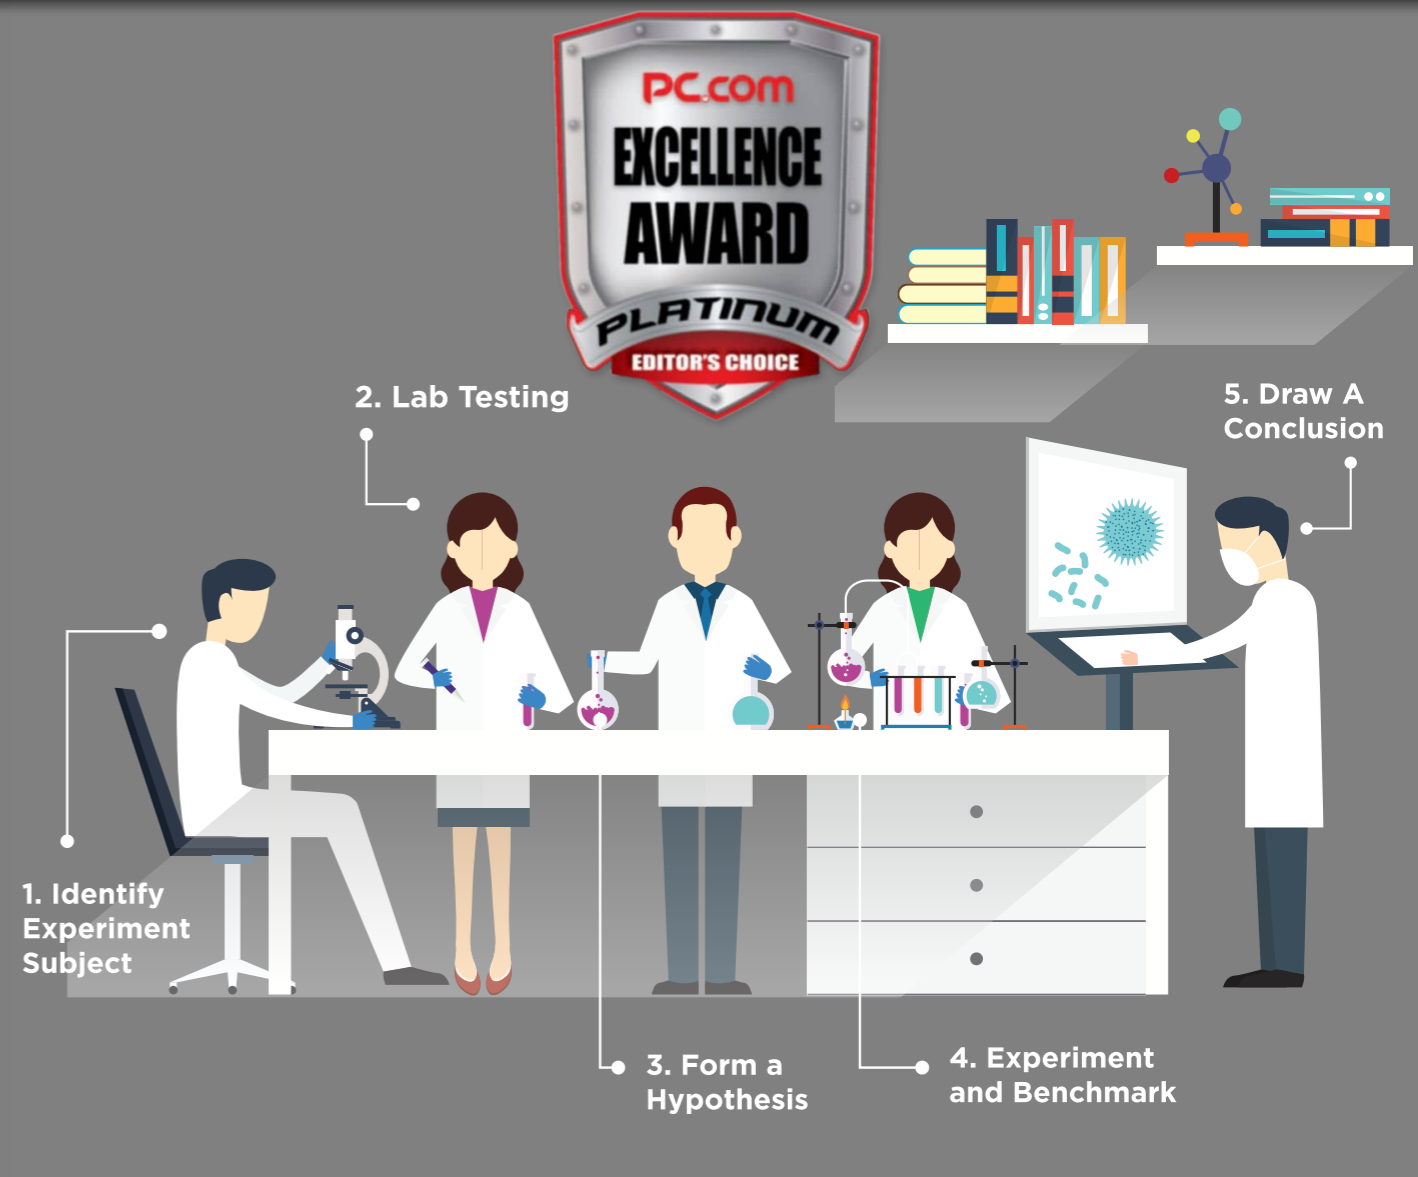 PC.com
EXCELLENCE
AWARD
PLATINUM
EDITOR'S CHOICE
2. Lab Testing
5. Draw A
Conclusion
1. Identify
Experiment
Subject
3. Form a
Hypothesis
4. Experiment
and Benchmark